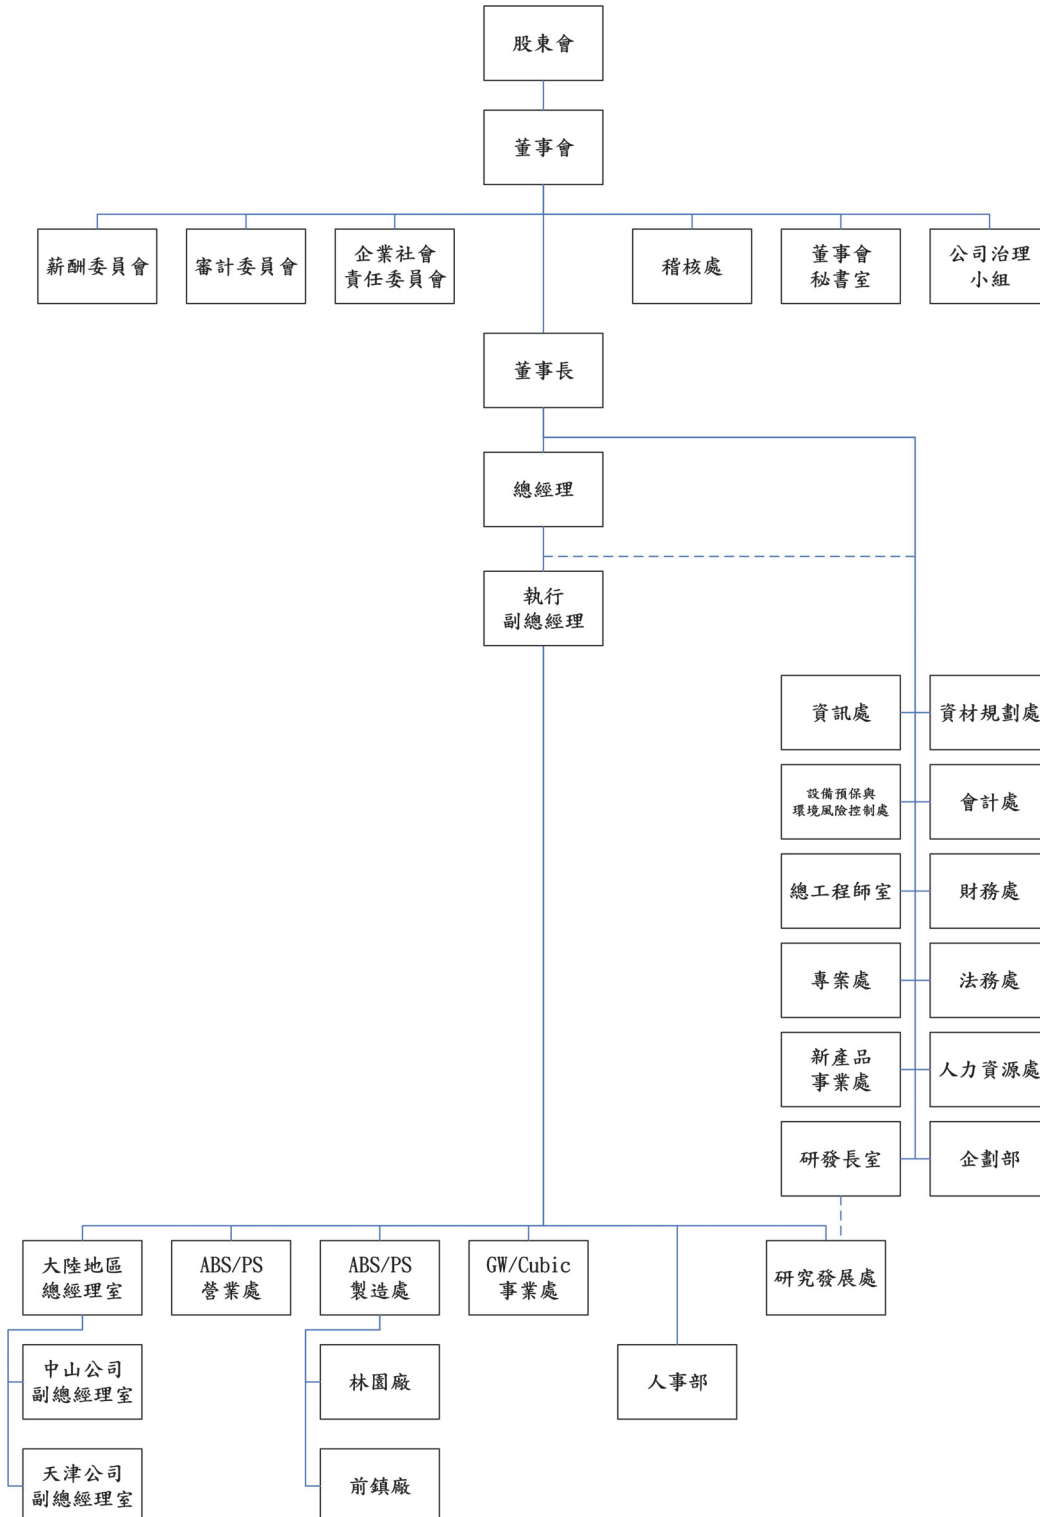 股東會
董事會
薪酬委員會
審計委員會
企業社會
責任委員會
稽核處
董事會
秘書室
公司治理
小組
董事長
總經理
執行
副總經理
資訊處
資材規劃處
設備預保與
環境風險控制處
會計處
總工程師室
財務處
專案處
法務處
新產品
事業處
人力資源處
研發長室
企劃部
大陸地區
總經理室
ABS/PS
營業處
ABS/PS
製造處
GW/Cubic
事業處
研究發展處
中山公司
副總經理室
林園廠
人事部
天津公司
副總經理室
前鎮廠